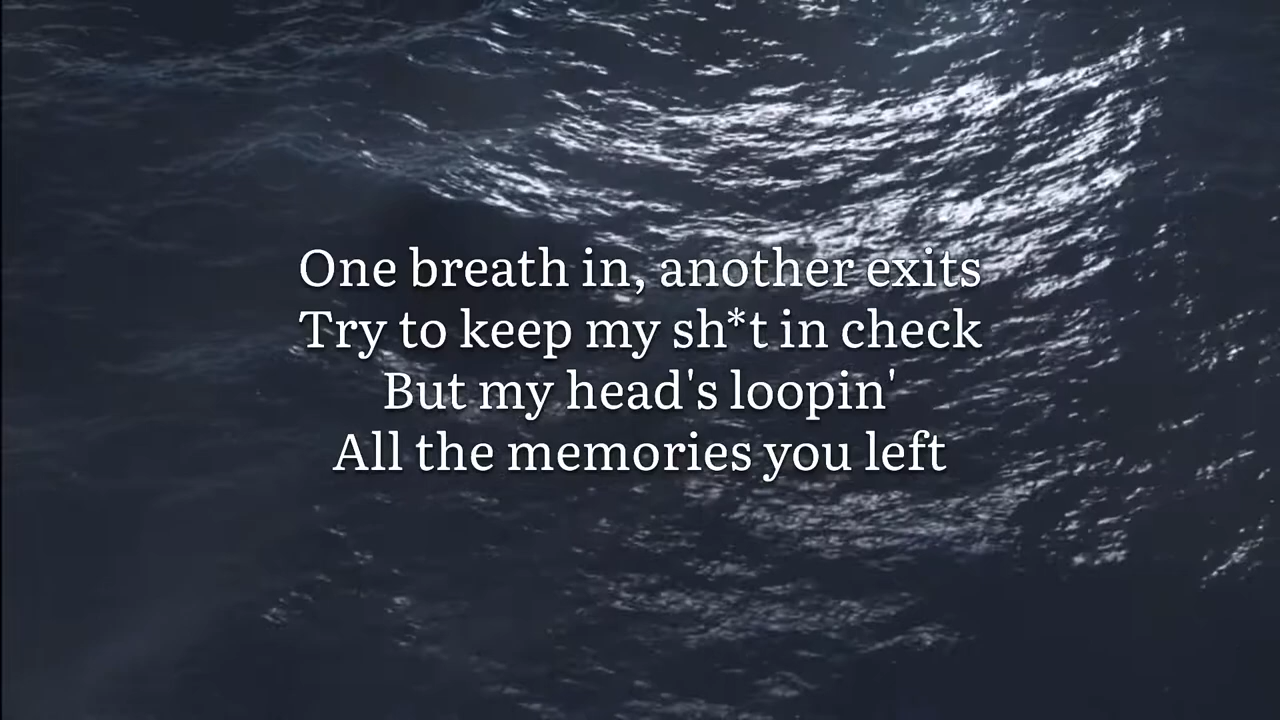 One breath in, another exits
Try to keep my sh*t in check
But my head's loopin'
All the memories you left